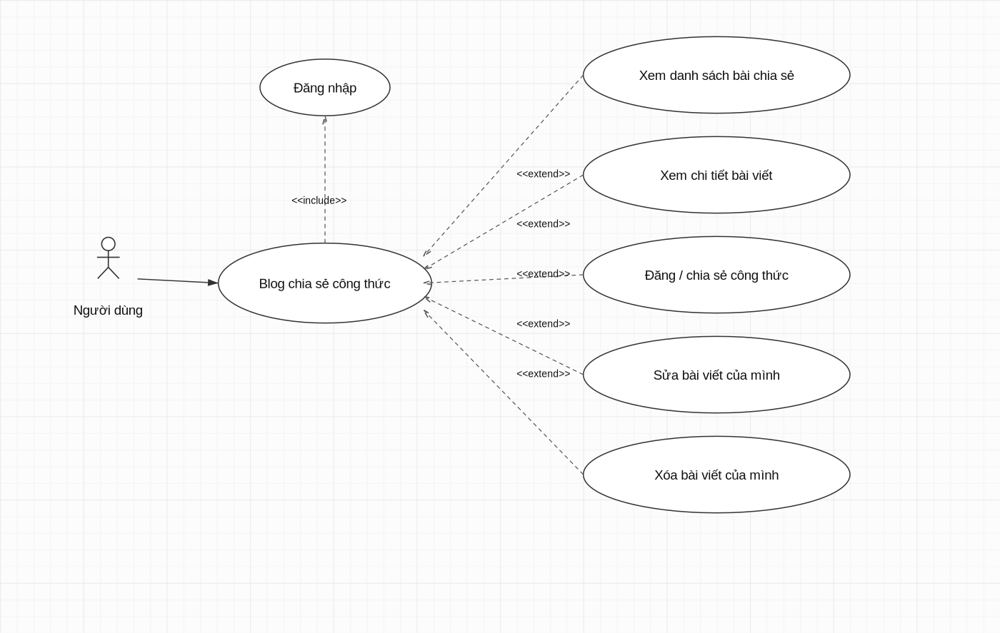 Đăng nhập
<<include>>
Người dùng
Blog chia sẻ công thức
Xem danh sách bài chia sẻ
<<extend>>
Xem chi tiết bài viết
<<extend>>
<<extend>>
Đăng / chia sẻ công thức
<<extend>>
Sửa bài viết của mình
<<extend>>
Xóa bài viết của mình